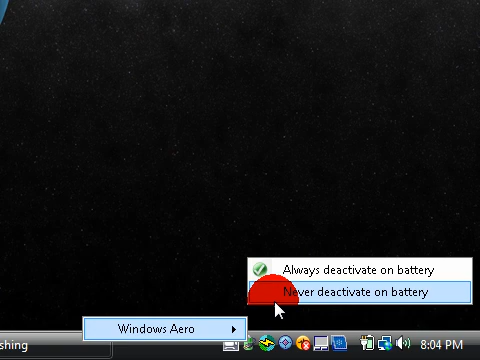 Always deactivate on battery
Never deactivate on battery
Windows Aero
shing
8:04 PM